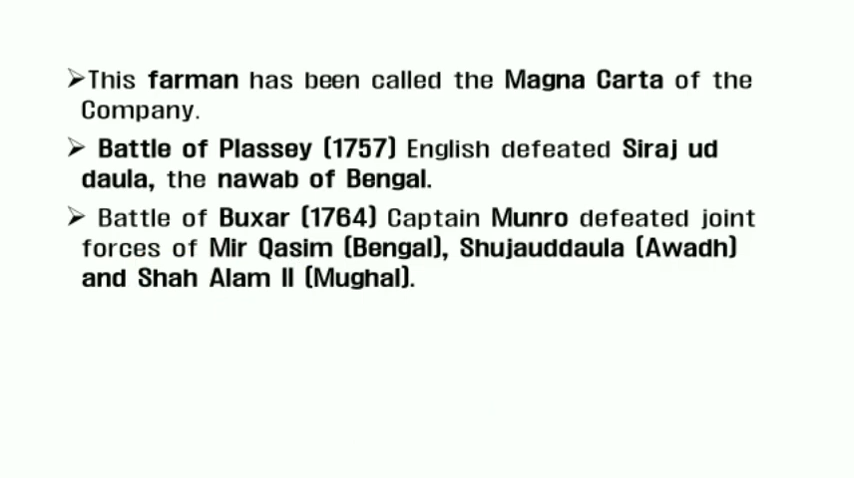 ➢This farman has been called the Magna Carta of the
Company.
➢ Battle of Plassey (1757) English defeated Siraj ud
daula, the nawab of Bengal.
➢ Battle of Buxar (1764) Captain Munro defeated joint
forces of Mir Qasim (Bengal), Shujauddaula (Awadh)
and Shah Alam II (Mughal).